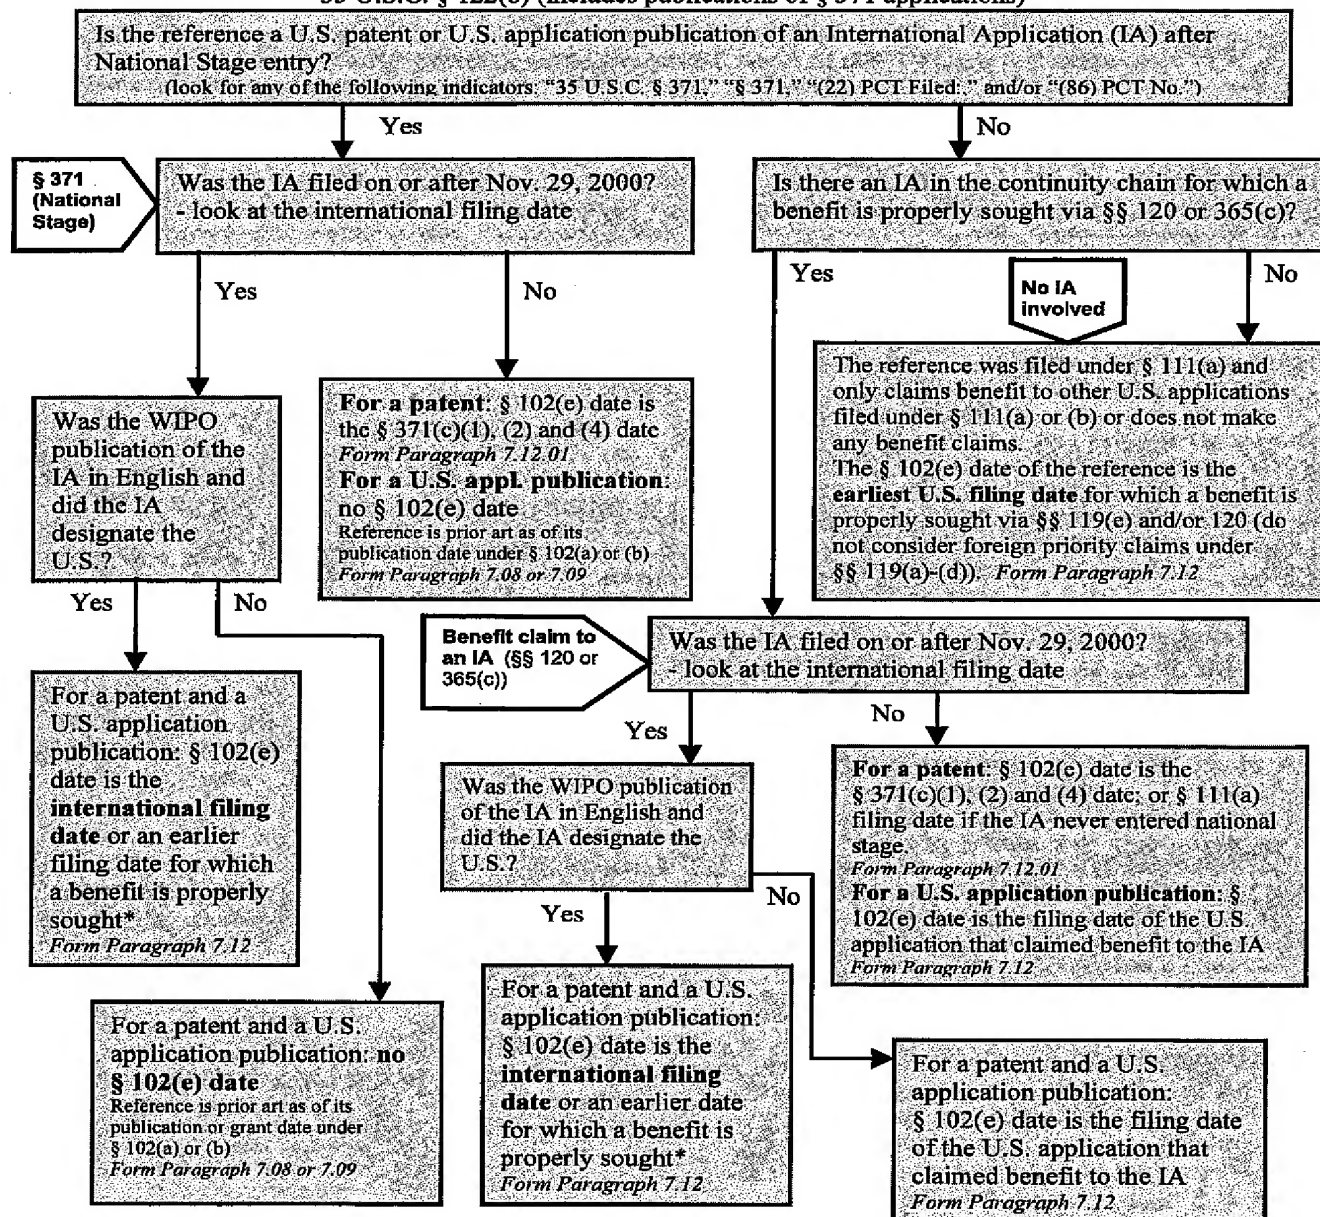 35 U.S.C. § 122(b) (includes publications of § 371 applications)
Is the reference a U.S. patent or U.S. application publication of an International Application (IA) after
National Stage entry?
(look for any of the following indicators: “35 U.S.C. § 371,” “§ 371,” “(22) PCT Filed:,” and/or “(86) PCT No.”)
Yes
No
§ 371
(National
Stage)
Was the IA filed on or after Nov. 29, 2000?
- look at the international filing date
Is there an IA in the continuity chain for which a
benefit is properly sought via §§ 120 or 365(c)?
Yes
No
Yes
No
No IA
involved
Was the WIPO
publication of the
IA in English and
did the IA
designate the
U.S.?
For a patent: § 102(e) date is
the § 371(c)(1), (2) and (4) date
Form Paragraph 7.12.01
For a U.S. appl. publication:
no § 102(e) date
Reference is prior art as of its
publication date under § 102(a) or (b)
Form Paragraph 7.08 or 7.09
The reference was filed under § 111(a) and
only claims benefit to other U.S. applications
filed under § 111(a) or (b) or does not make
any benefit claims.
The § 102(e) date of the reference is the
earliest U.S. filing date for which a benefit is
properly sought via §§ 119(e) and/or 120 (do
not consider foreign priority claims under
§§ 119(a)-(d)). Form Paragraph 7.12
Yes
No
Benefit claim to
an IA (§§ 120 or
365(c))
Was the IA filed on or after Nov. 29, 2000?
- look at the international filing date
Yes
No
For a patent and a
U.S. application
publication: § 102(e)
date is the
international filing
date or an earlier
filing date for which
a benefit is properly
sought*
Form Paragraph 7.12
Was the WIPO publication
of the IA in English and
did the IA designate the
U.S.?
For a patent: § 102(e) date is the
§ 371(c)(1), (2) and (4) date; or § 111(a)
filing date if the IA never entered national
stage.
Form Paragraph 7.12.01
For a U.S. application publication: §
102(e) date is the filing date of the U.S.
application that claimed benefit to the IA
Form Paragraph 7.12
Yes
No
For a patent and a U.S.
application publication: no
§ 102(e) date
Reference is prior art as of its
publication or grant date under
§ 102(a) or (b)
Form Paragraph 7.08 or 7.09
For a patent and a U.S.
application publication:
§ 102(e) date is the
international filing
date or an earlier date
for which a benefit is
properly sought*
Form Paragraph 7.12
For a patent and a U.S.
application publication:
§ 102(e) date is the filing date
of the U.S. application that
claimed benefit to the IA
Form Paragraph 7.12